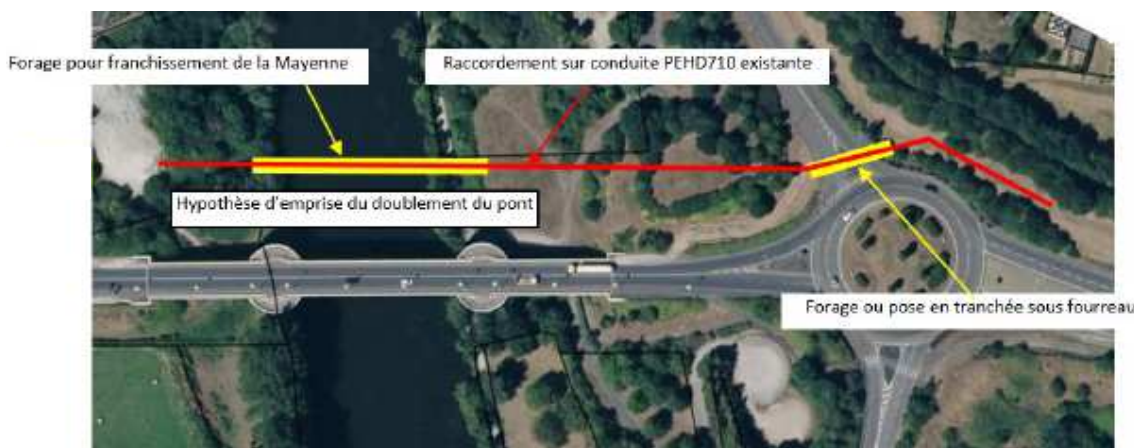 Forage pour franchissement de la Mayenne
Raccordement sur conduite PEHD710 existante
Hypothèse d'emprise du doublement du pont
Forage ou pose en tranchée sous fourreau